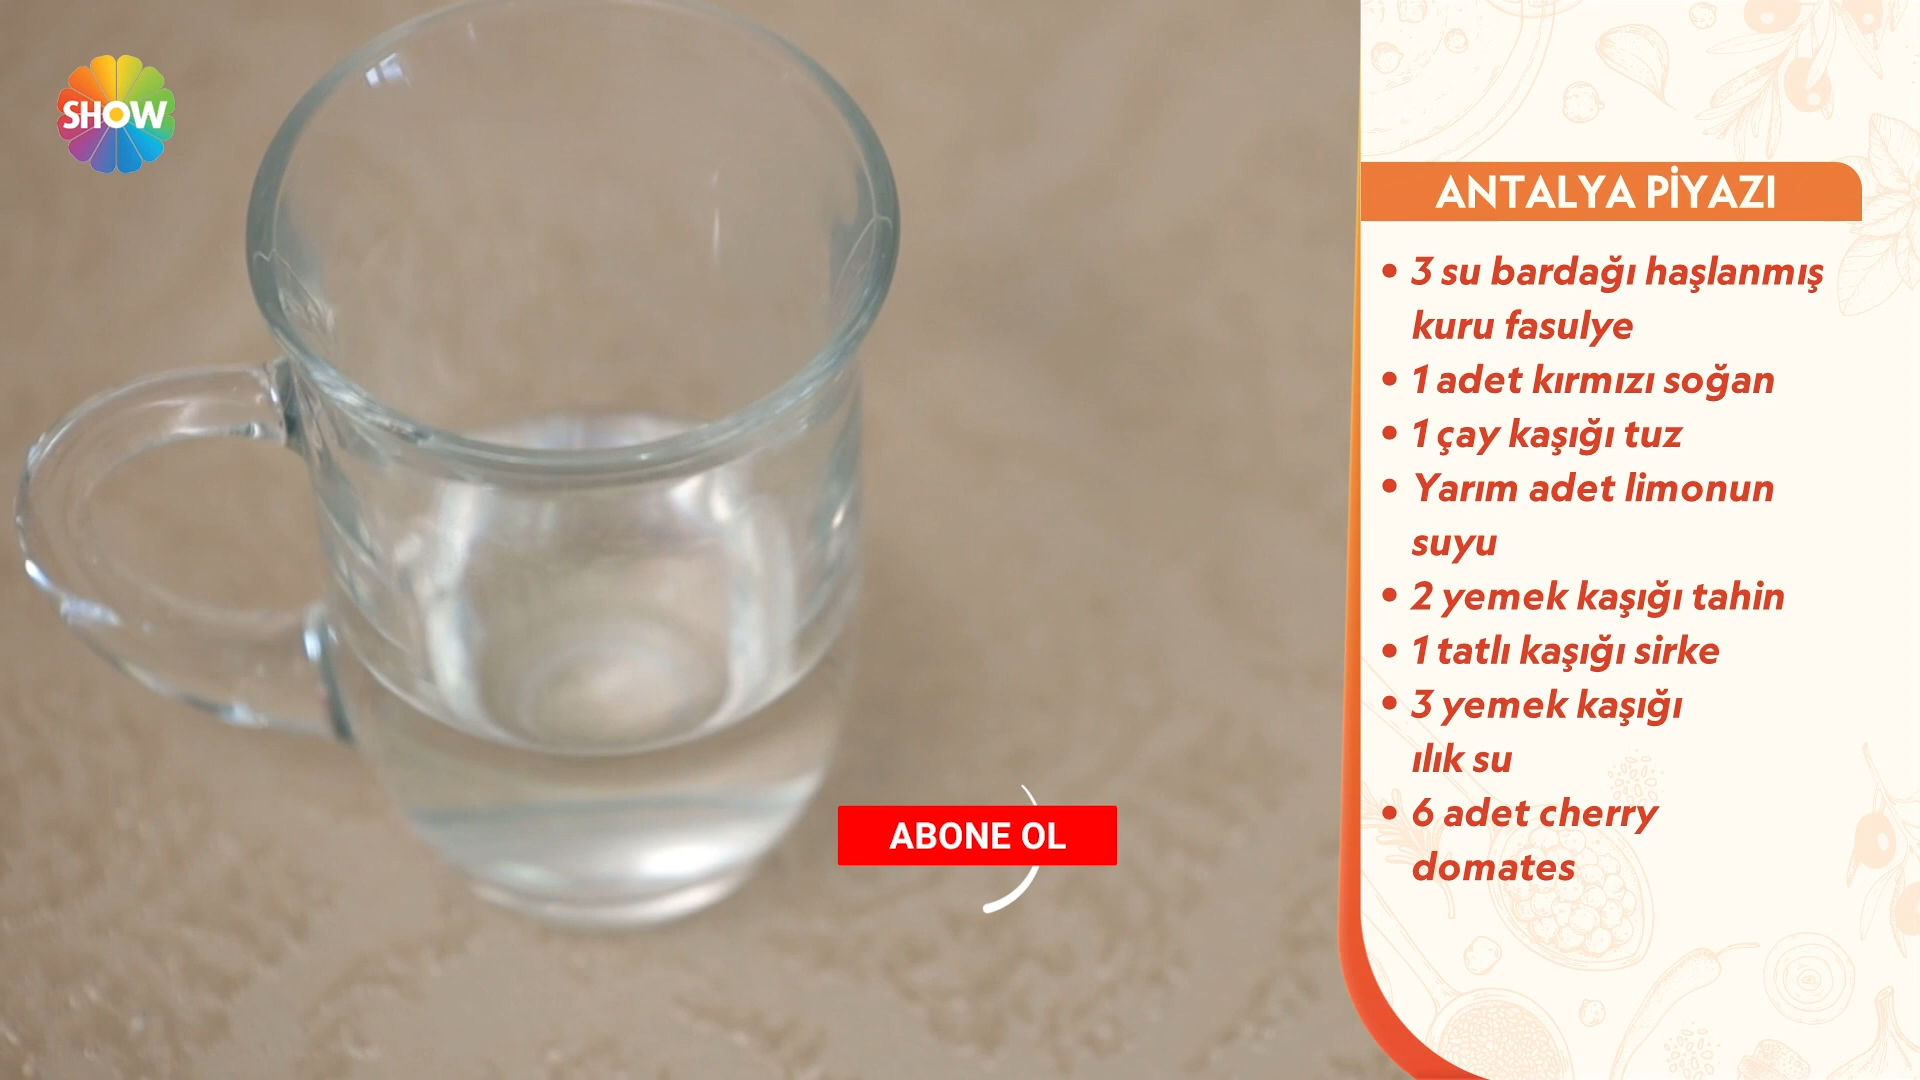 SHOW
ANTALYA PİYAZI
• 3 su bardağı haşlanmış
kuru fasulye
• 1 adet kırmızı soğan
• 1 çay kaşığı tuz
• Yarım adet limonun
suyu
• 2 yemek kaşığı tahin
• 1 tatlı kaşığı sirke
• 3 yemek kaşığı
ılık su
• 6 adet cherry
domates
ABONE OL